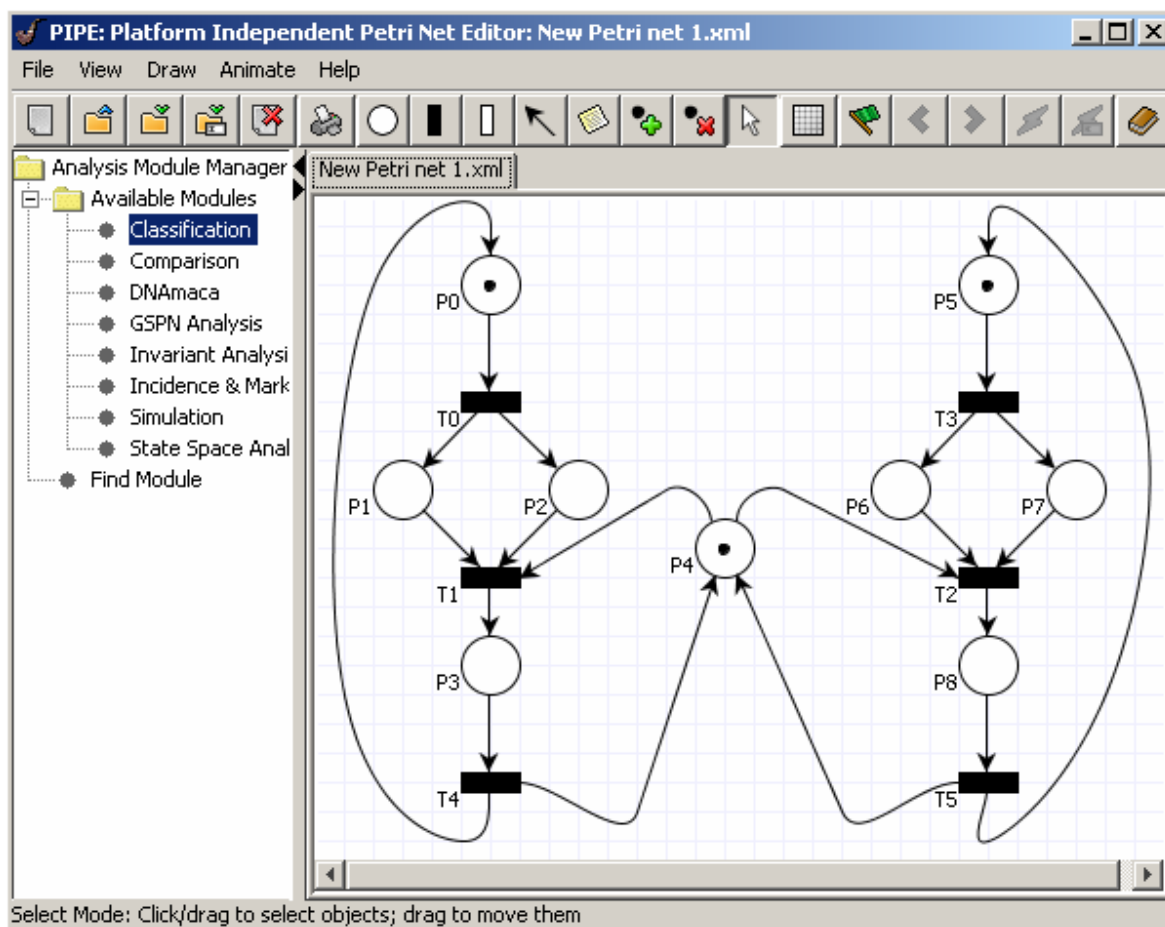 PIPE: Platform Independent Petri Net Editor: New Petri net 1.xml
File View Draw Animate Help
Analysis Module Manager
Available Modules
Classification
Comparison
DNAmaca
GSPN Analysis
Invariant Analysi
Incidence & Mark
Simulation
State Space Anal
Find Module
New Petri net 1.xml
P0
P5
T0
T3
P1
P2
P6
P7
P4
T1
T2
P3
P8
T4
T5
Select Mode: Click/drag to select objects; drag to move them